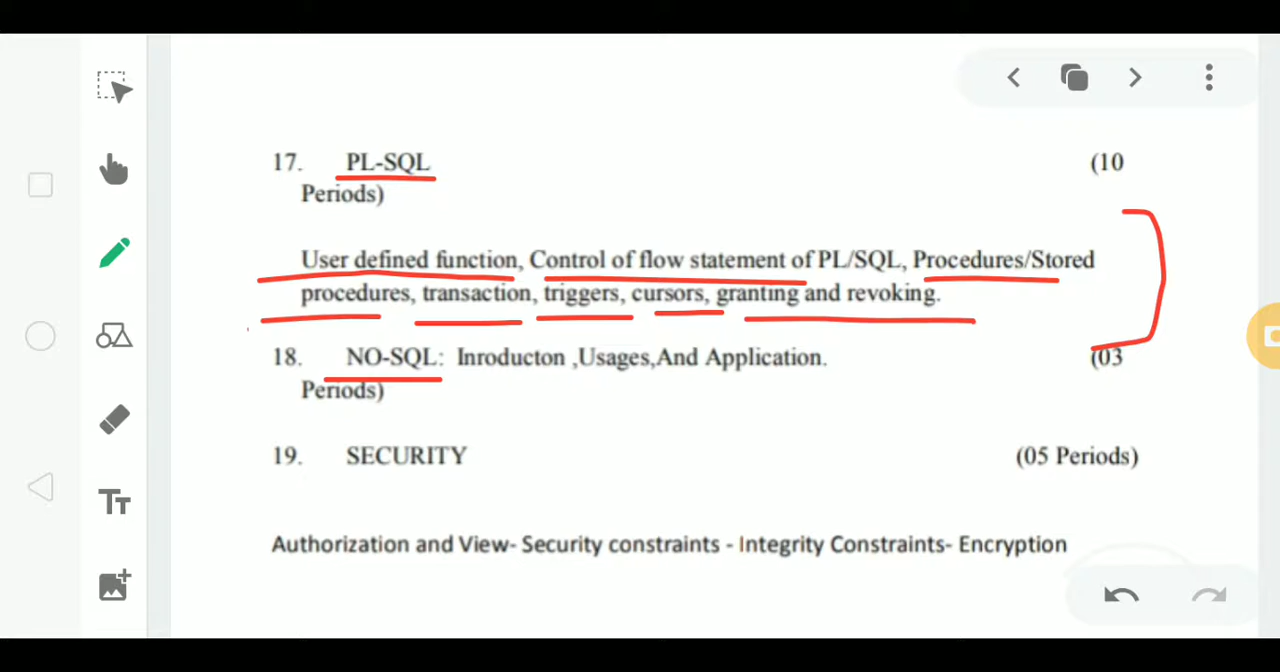 17. PL-SQL (10
Periods)
User defined function, Control of flow statement of PL/SQL, Procedures/Stored
procedures, transaction, triggers, cursors, granting and revoking.
18. NO-SQL: Inroducton ,Usages,And Application. (03
Periods)
19. SECURITY (05 Periods)
Authorization and View- Security constraints - Integrity Constraints- Encryption
TT